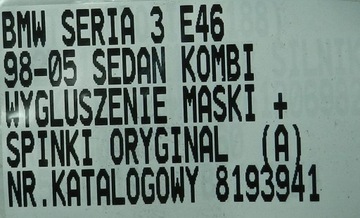 BMW SERIA 3 E46
98-05 SEDAN KOMBI
WYGLUSZENIE MASKI +
SPINKI ORYGINAL (A)
NR.KATALOGOWY 8193941